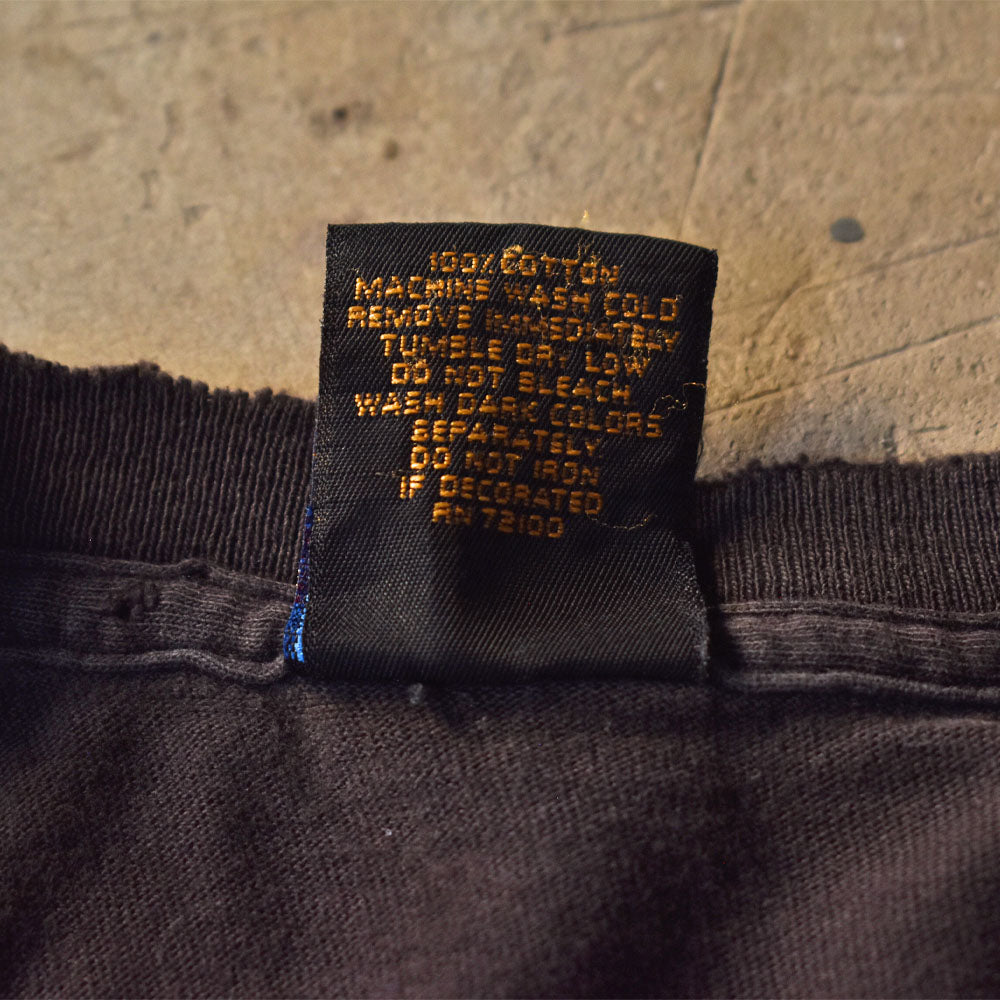 100% COTTON
MACHINE WASH COLD
REMOVE IMMEDIATELY
TUMBLE DRY LOW
DO NOT BLEACH
WASH DARK COLORS
SEPARATELY
DO NOT IRON
IF DECORATED
RN 72100